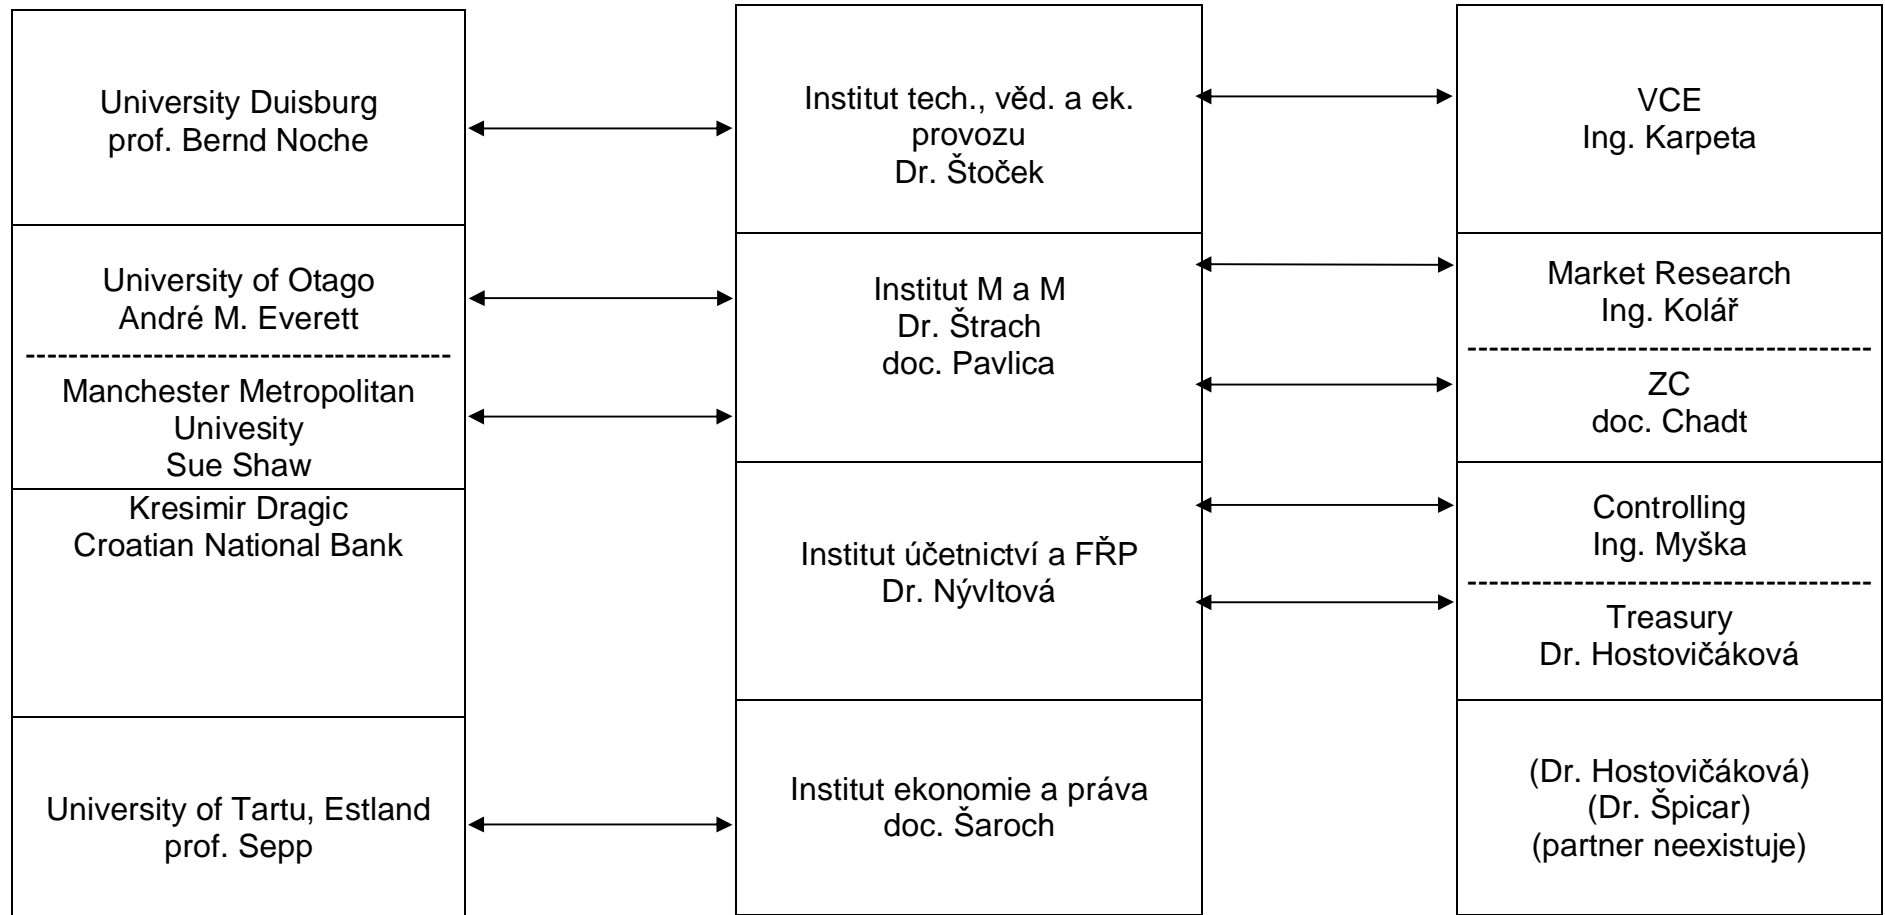 University Duisburg
prof. Bernd Noche
University of Otago
André M. Everett
Manchester Metropolitan
Univesity
Sue Shaw
Kresimir Dragic
Croatian National Bank
University of Tartu, Estland
prof. Sepp
Institut tech., věd. a ek.
provozu
Dr. Štoček
Institut M a M
Dr. Štrach
doc. Pavlica
Institut účetnictví a FŘP
Dr. Nývltová
Institut ekonomie a práva
doc. Šaroch
VCE
Ing. Karpeta
Market Research
Ing. Kolář
ZC
doc. Chadt
Controlling
Ing. Myška
Treasury
Dr. Hostovičáková
(Dr. Hostovičáková)
(Dr. Špicar)
(partner neexistuje)